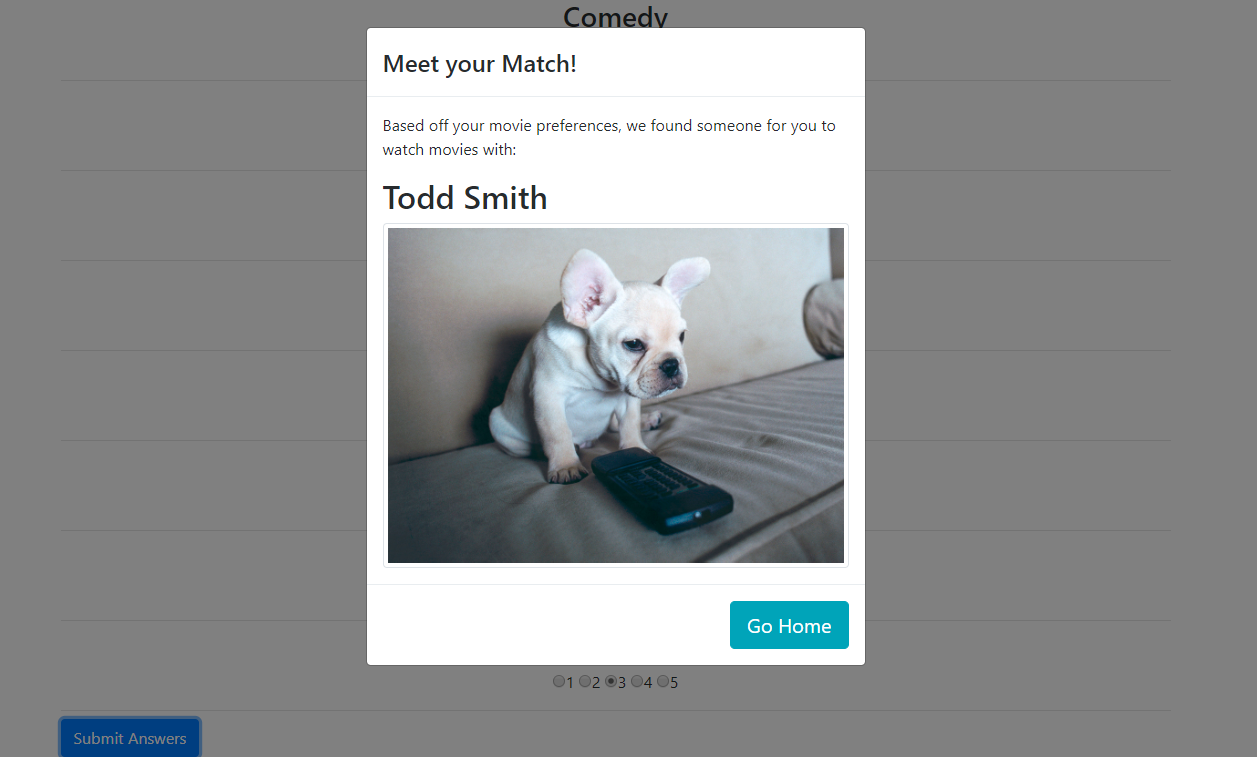 Comedy
Meet your Match!
Based off your movie preferences, we found someone for you to
watch movies with:
Todd Smith
Go Home
1 2 3 4 5
Submit Answers